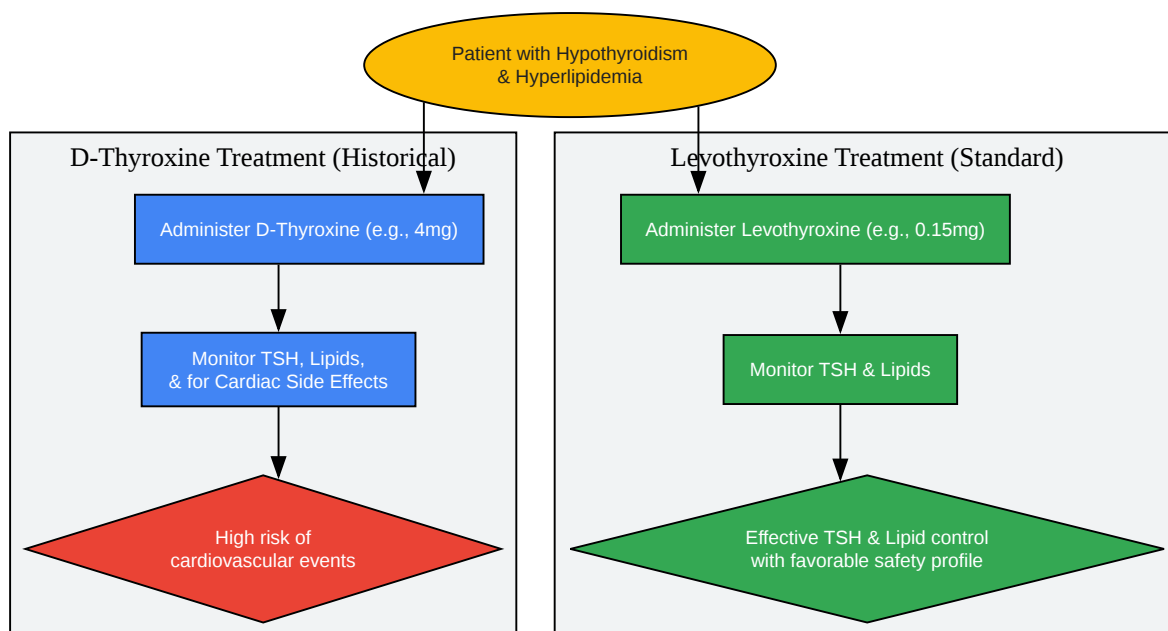 Patient with Hypothyroidism
& Hyperlipidemia
D-Thyroxine Treatment (Historical)
Administer D-Thyroxine (e.g., 4mg)
Monitor TSH, Lipids,
& for Cardiac Side Effects
High risk of
cardiovascular events
Levothyroxine Treatment (Standard)
Administer Levothyroxine (e.g., 0.15mg)
Monitor TSH & Lipids
Effective TSH & Lipid control
with favorable safety profile